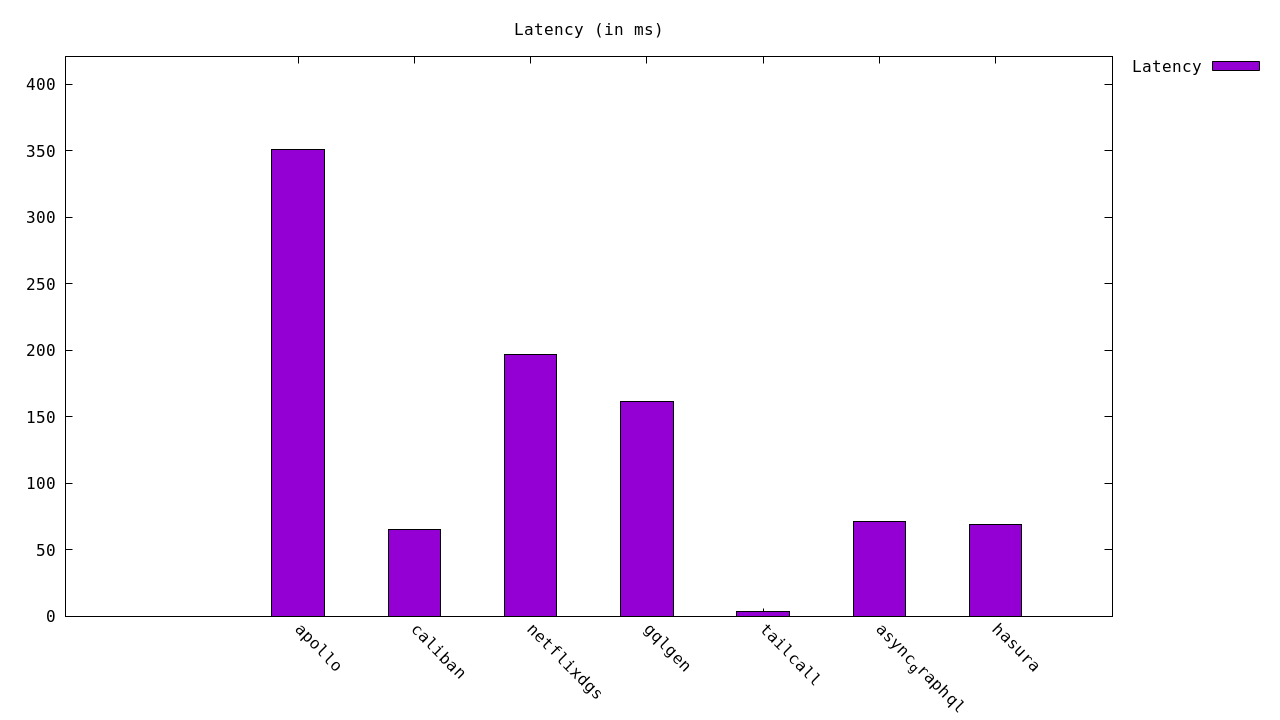 Latency (in ms)
Latency
400
350
300
250
200
150
100
50
0
apollo
caliban
netflixdgs
gqlgen
tailcall
asyncgraphql
hasura